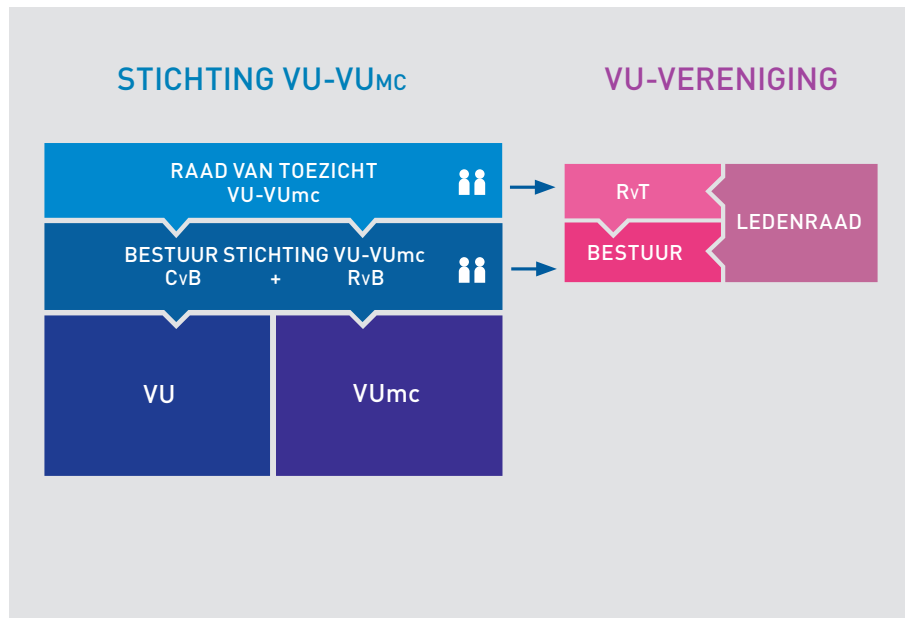 STICHTING VU-VUMC
RAAD VAN TOEZICHT
VU-VUmc
BESTUUR STICHTING VU-VUmc
CvB + RvB
VU
VUmc
VU-VERENIGING
RvT
BESTUUR
LEDENRAAD